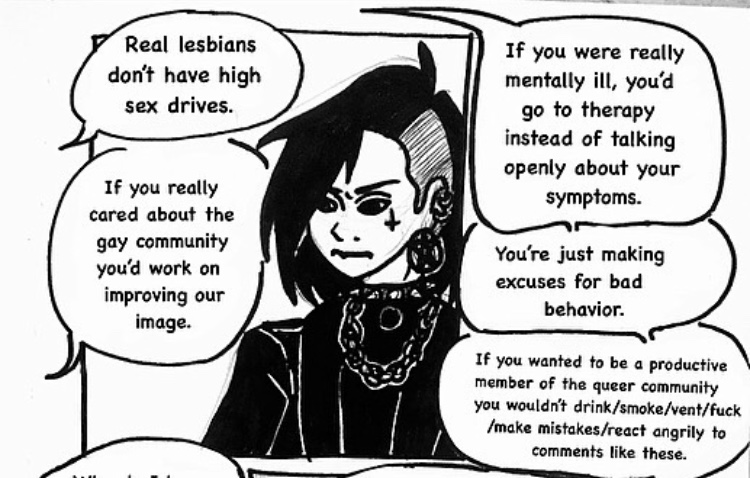 Real lesbians
don't have high
sex drives.
If you really
cared about the
gay community
you'd work on
improving our
image.
If you were really
mentally ill, you'd
go to therapy
instead of talking
openly about your
symptoms.
You're just making
excuses for bad
behavior.
If you wanted to be a productive
member of the queer community
you wouldn't drink/smoke/vent/fuck
/make mistakes/react angrily to
comments like these.